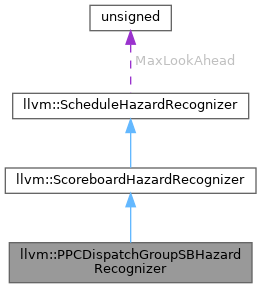 unsigned
MaxLookAhead
llvm::ScheduleHazardRecognizer
llvm::ScoreboardHazardRecognizer
llvm::PPCDispatchGroupSBHazard
Recognizer